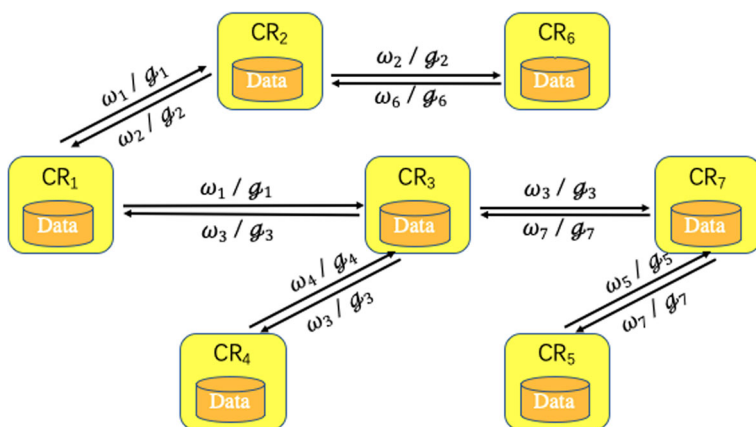 CR₂
Data
CR₆
Data
ω₁ / ℊ₁
ω₂ / ℊ₂
ω₂ / ℊ₂
ω₆ / ℊ₆
CR₁
Data
ω₁ / ℊ₁
ω₃ / ℊ₃
CR₃
Data
ω₃ / ℊ₃
ω₇ / ℊ₇
CR₇
Data
ω₄ / ℊ₄
ω₃ / ℊ₃
ω₅ / ℊ₅
ω₇ / ℊ₇
CR₄
Data
CR₅
Data